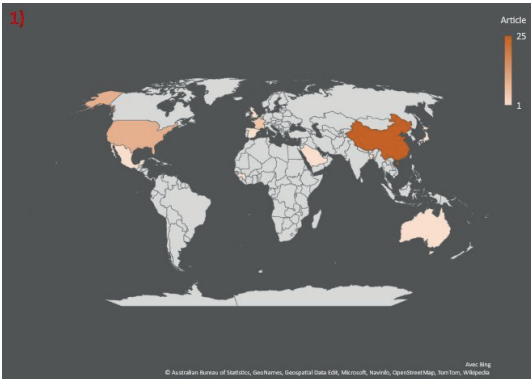 1)
Article
25
1
Avec Bing
© Australian Bureau of Statistics, GeoNames, Geospatial Data Edit, Microsoft, Navinfo, OpenStreetMap, TomTom, Wikipedia